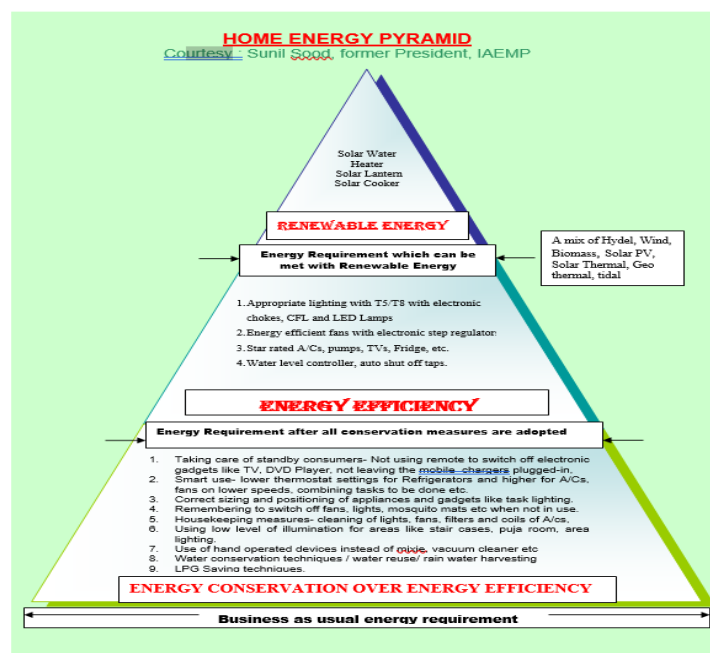 HOME ENERGY PYRAMID
Courtesy : Sunil Sood, former President, IAEMP
Solar Water
Heater
Solar Lantern
Solar Cooker
RENEWABLE ENERGY
Energy Requirement which can be
met with Renewable Energy
A mix of Hydel, Wind,
Biomass, Solar PV,
Solar Thermal, Geo
thermal, tidal
1. Appropriate lighting with T5/T8 with electronic
chokes, CFL and LED Lamps
2. Energy efficient fans with electronic step regulator
3. Star rated A/Cs, pumps, TVs, Fridge, etc.
4. Water level controller, auto shut off taps.
ENERGY EFFICIENCY
Energy Requirement after all conservation measures are adopted
1. Taking care of standby consumers- Not using remote to switch off electronic
gadgets like TV, DVD Player, not leaving the mobile chargers plugged-in.
2. Smart use- lower thermostat settings for Refrigerators and higher for A/Cs,
fans on lower speeds, combining tasks to be done etc.
3. Correct sizing and positioning of appliances and gadgets like task lighting.
4. Remembering to switch off fans, lights, mosquito mats etc when not in use.
5. Housekeeping measures- cleaning of lights, fans, filters and coils of A/cs,
6. Using low level of illumination for areas like stair cases, puja room, area
lighting.
7. Use of hand operated devices instead of mixie, vacuum cleaner etc
8. Water conservation techniques / water reuse/ rain water harvesting
9. LPG Saving techniques.
ENERGY CONSERVATION OVER ENERGY EFFICIENCY
Business as usual energy requirement